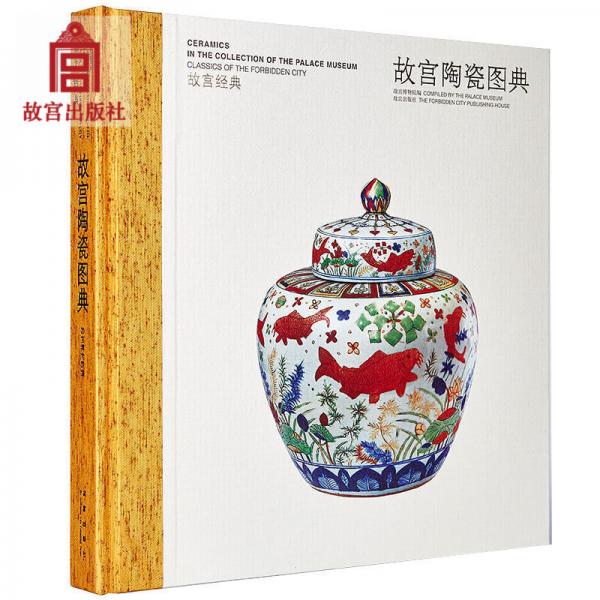 故宫出版社
CERAMICS
IN THE COLLECTION OF THE PALACE MUSEUM
CLASSICS OF THE FORBIDDEN CITY
故宫经典
故宫陶瓷图典
故宫博物院编 COMPILED BY THE PALACE MUSEUM
故宫出版社 THE FORBIDDEN CITY PUBLISHING HOUSE
故宫陶瓷图典